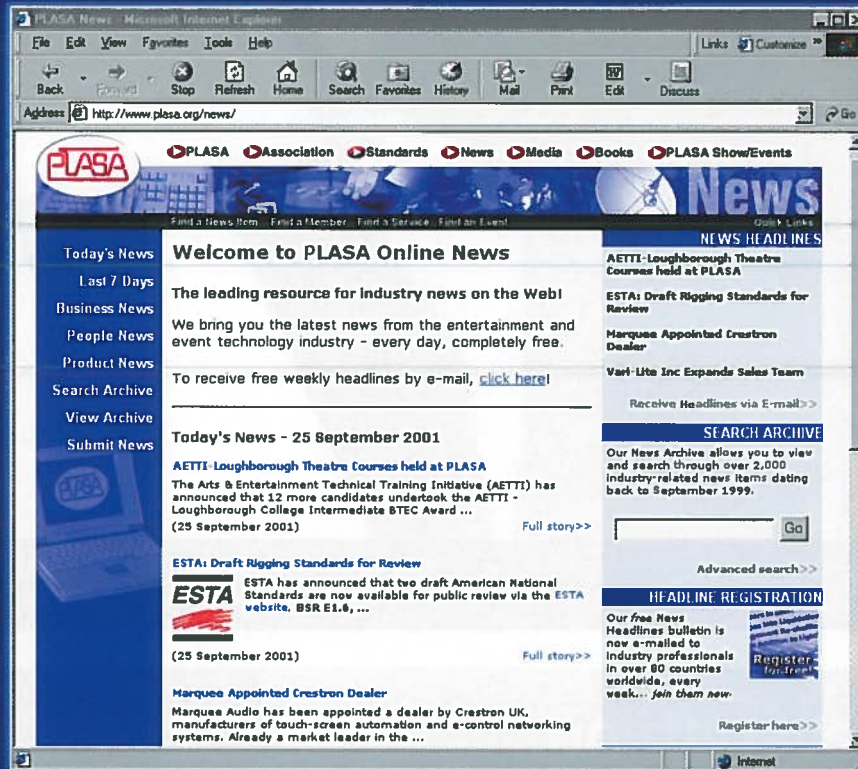 PLASA News - Microsoft Internet Explorer
File Edit View Favorites Tools Help
Links Customize »
Back Forward Stop Refresh Home Search Favorites History Mail Print Edit Discuss
Address http://www.plasa.org/news/ Go
PLASA
PLASA Association Standards News Media Books PLASA Show/Events
News
Find a News Item Find a Member Find a Service Find an Event
Quick Links
Today's News
Last 7 Days
Business News
People News
Product News
Search Archive
View Archive
Submit News
PLASA
Welcome to PLASA Online News
The leading resource for industry news on the Web!
We bring you the latest news from the entertainment and
event technology industry - every day, completely free.
To receive free weekly headlines by e-mail, click here!
Today's News - 25 September 2001
AETTI-Loughborough Theatre Courses held at PLASA
The Arts & Entertainment Technical Training Initiative (AETTI) has
announced that 12 more candidates undertook the AETTI -
Loughborough College Intermediate BTEC Award ...
(25 September 2001) Full story>>
ESTA: Draft Rigging Standards for Review
ESTA
ESTA has announced that two draft American National
Standards are now available for public review via the ESTA
website. BSR E1.6, ...
(25 September 2001) Full story>>
Marquee Appointed Crestron Dealer
Marquee Audio has been appointed a dealer by Crestron UK,
manufacturers of touch-screen automation and e-control networking
systems. Already a market leader in the ...
NEWS HEADLINES
AETTI-Loughborough Theatre
Courses held at PLASA
ESTA: Draft Rigging Standards for
Review
Marquee Appointed Crestron
Dealer
Vari-Lite Inc Expands Sales Team
Receive Headlines via E-mail>>
SEARCH ARCHIVE
Our News Archive allows you to view
and search through over 2,000
industry-related news items dating
back to September 1999.
Go
Advanced search>>
HEADLINE REGISTRATION
Our free News
Headlines bulletin is
now e-mailed to
industry professionals
in over 80 countries
worldwide, every
week... join them now.
Register
for free!
Register here>>
Internet